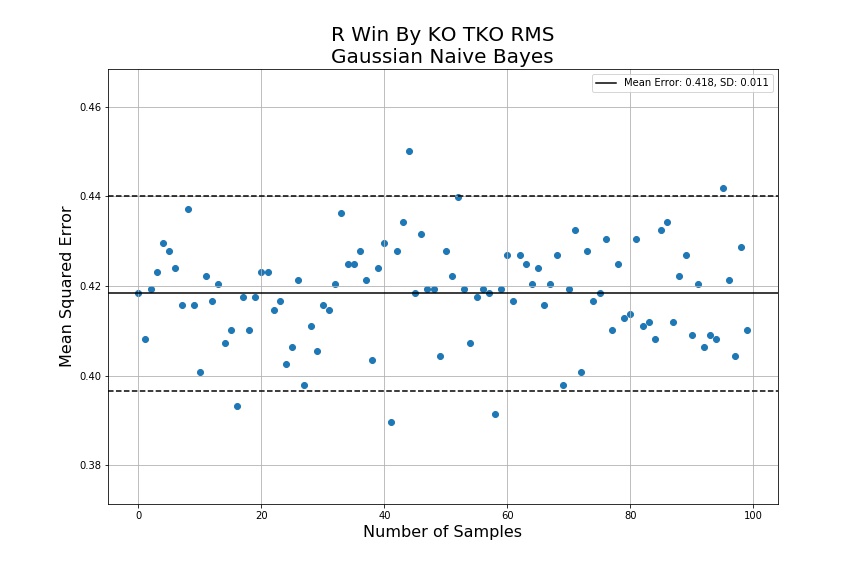 R Win By KO TKO RMS
Gaussian Naive Bayes
Mean Error: 0.418, SD: 0.011
Mean Squared Error
0.46
0.44
0.42
0.40
0.38
0
20
40
60
80
100
Number of Samples